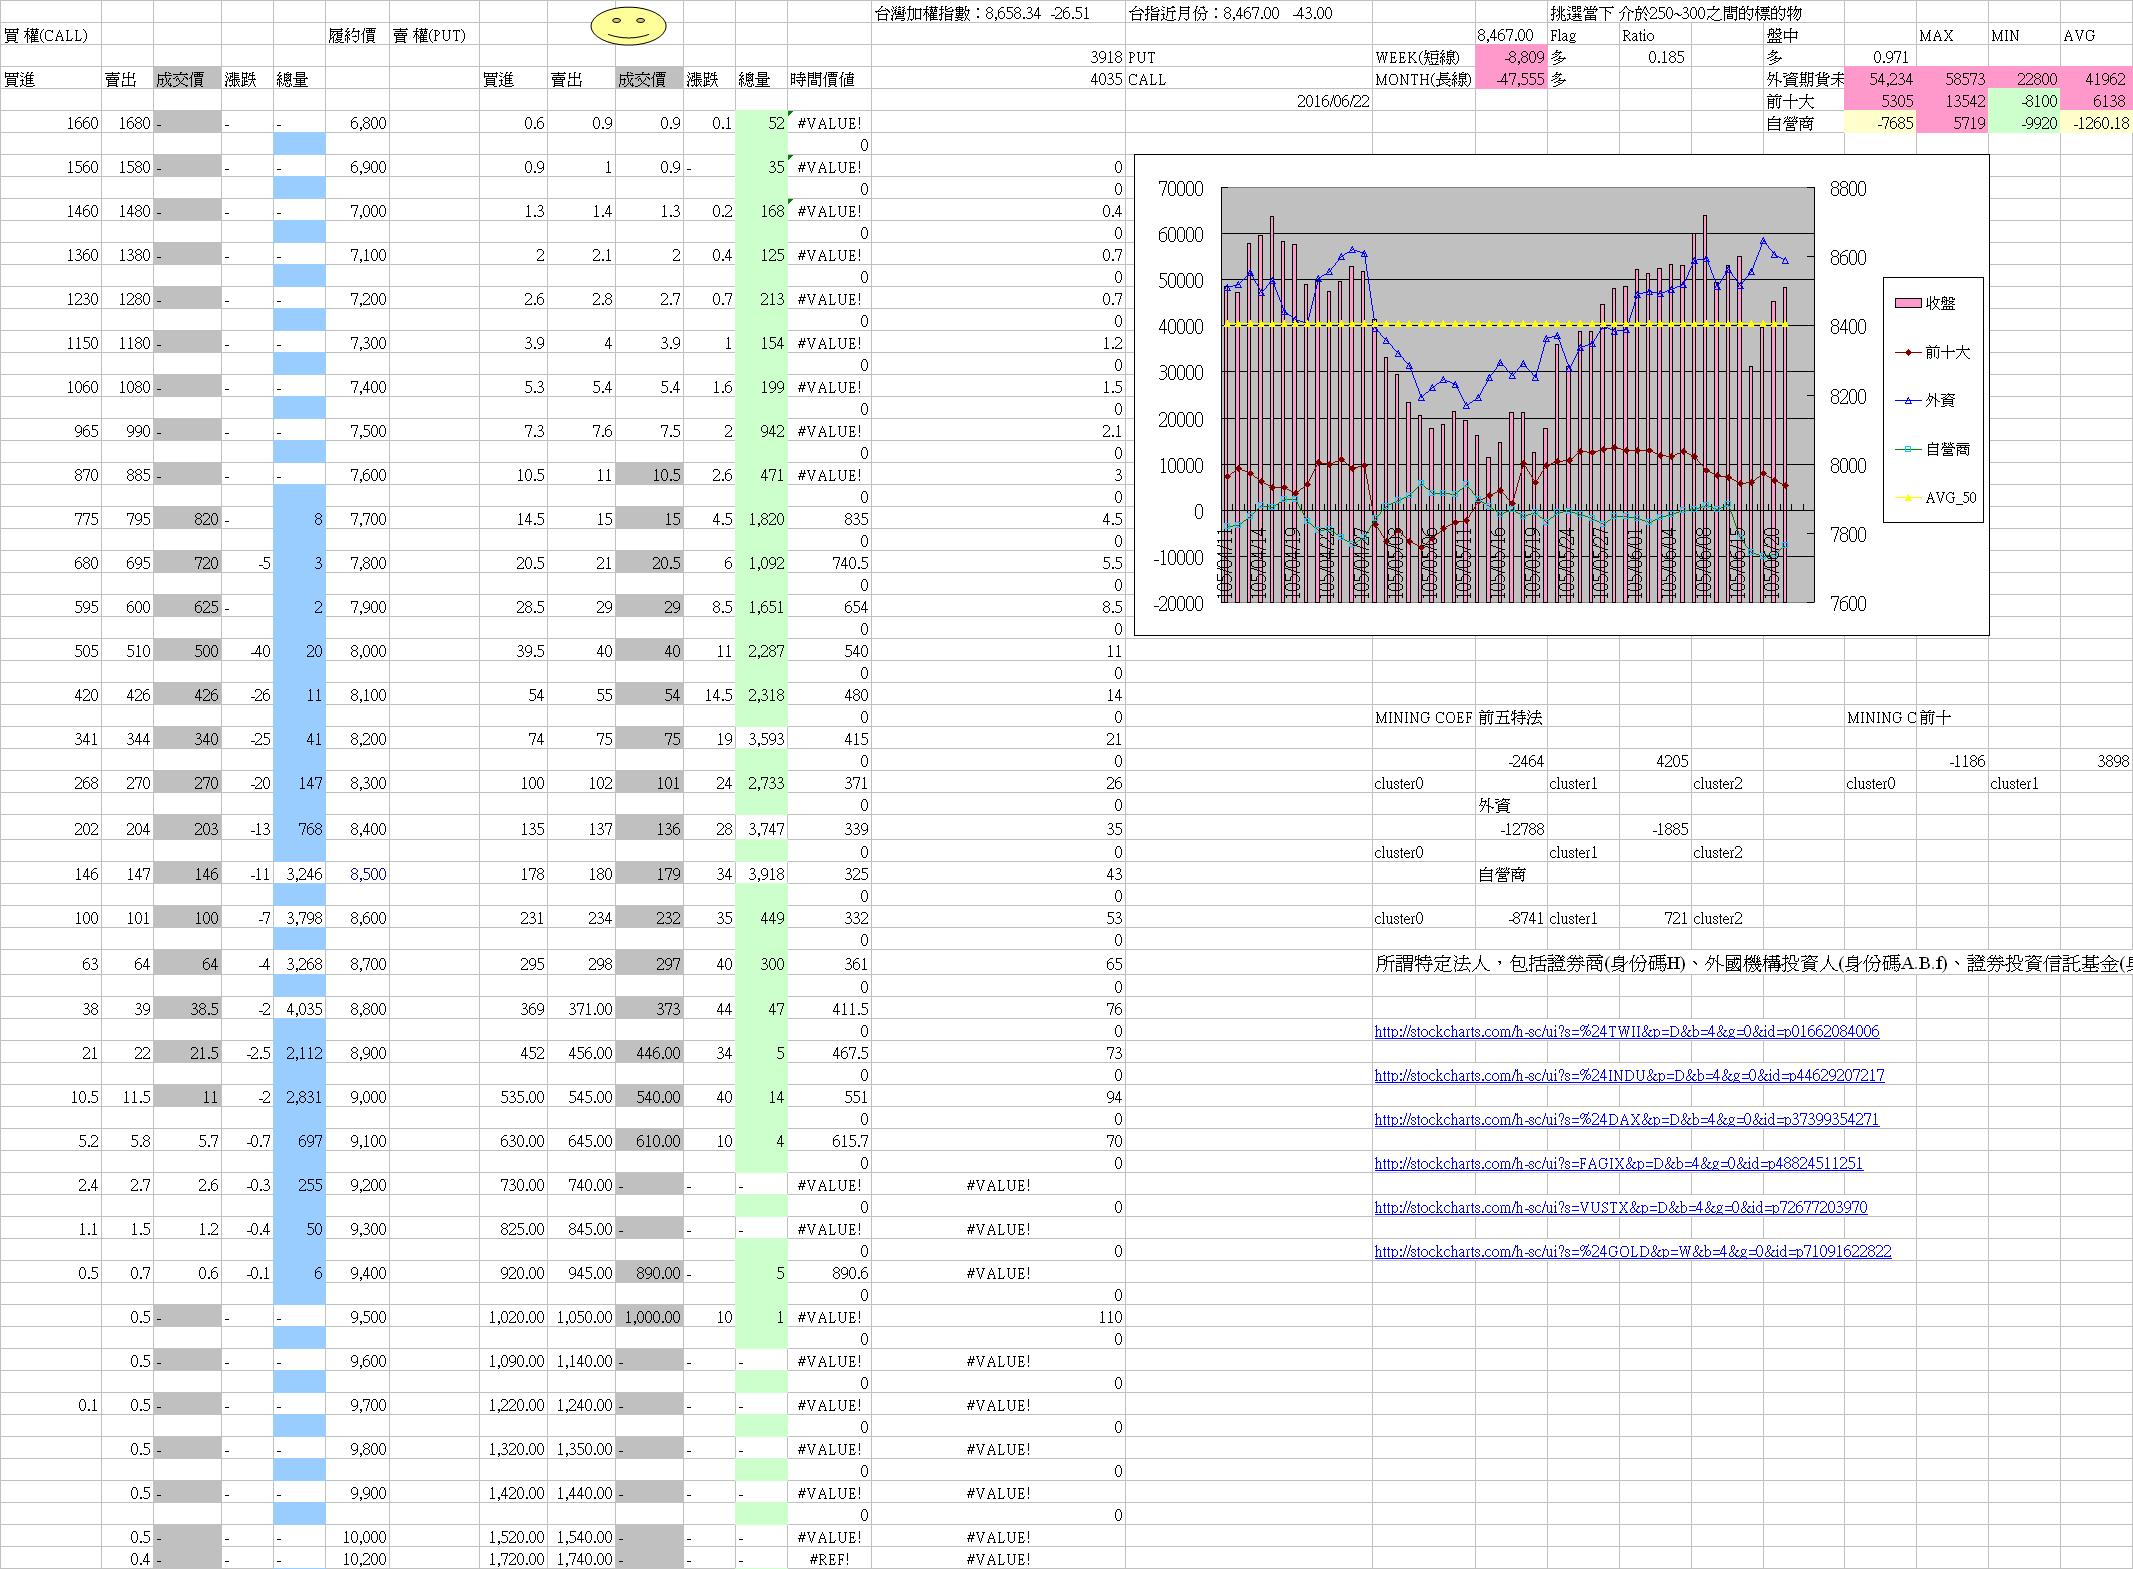 台灣加權指數：8,658.34 -26.51 台指近月份：8,467.00 -43.00 挑選當下 介於250~300之間的標的物
買 權(CALL) 履約價 賣 權(PUT) 8,467.00 Flag Ratio 盤中 MAX MIN AVG
3918 PUT WEEK(短線) -8,809 多 0.185 多 0.971
買進 賣出 成交價 漲跌 總量 買進 賣出 成交價 漲跌 總量 時間價值 4035 CALL MONTH(長線) -47,555 多 外資期貨未 54,234 58573 22800 41962
2016/06/22 前十大 5305 13542 -8100 6138
1660 1680 - - - 6,800 0.6 0.9 0.9 0.1 52 #VALUE! 自營商 -7685 5719 -9920 -1260.18
0
1560 1580 - - - 6,900 0.9 1 0.9 - 35 #VALUE! 0
0 0
1460 1480 - - - 7,000 1.3 1.4 1.3 0.2 168 #VALUE! 0.4
0 0
1360 1380 - - - 7,100 2 2.1 2 0.4 125 #VALUE! 0.7
0 0
1230 1280 - - - 7,200 2.6 2.8 2.7 0.7 213 #VALUE! 0.7
0 0
1150 1180 - - - 7,300 3.9 4 3.9 1 154 #VALUE! 1.2
0 0
1060 1080 - - - 7,400 5.3 5.4 5.4 1.6 199 #VALUE! 1.5
0 0
965 990 - - - 7,500 7.3 7.6 7.5 2 942 #VALUE! 2.1
0 0
870 885 - - - 7,600 10.5 11 10.5 2.6 471 #VALUE! 3
0 0
775 795 820 - 8 7,700 14.5 15 15 4.5 1,820 835 4.5
0 0
680 695 720 -5 3 7,800 20.5 21 20.5 6 1,092 740.5 5.5
0 0
595 600 625 - 2 7,900 28.5 29 29 8.5 1,651 654 8.5
0 0
505 510 500 -40 20 8,000 39.5 40 40 11 2,287 540 11
0 0
420 426 426 -26 11 8,100 54 55 54 14.5 2,318 480 14
70000 8800
60000
50000 8600
40000 8400
30000
20000 8200
10000 8000
0
-10000 7800
-20000 7600
105/04/11 105/04/14 105/04/19 105/04/27 105/05/03 105/05/06 105/05/11 105/05/16 105/05/19 105/05/24 105/05/27 105/06/01 105/06/04 105/06/08 105/06/15 105/06/20
收盤
前十大
外資
自營商
AVG_50
0 0 MINING COEF 前五特法 MINING C 前十
341 344 340 -25 41 8,200 74 75 75 19 3,593 415 21
0 0 -2464 4205 -1186 3898
268 270 270 -20 147 8,300 100 102 101 24 2,733 371 26 cluster0 cluster1 cluster2 cluster0 cluster1
0 0 外資
202 204 203 -13 768 8,400 135 137 136 28 3,747 339 35 -12788 -1885
0 0 cluster0 cluster1 cluster2
146 147 146 -11 3,246 8,500 178 180 179 34 3,918 325 43 自營商
0 0
100 101 100 -7 3,798 8,600 231 234 232 35 449 332 53 cluster0 -8741 cluster1 721 cluster2
0 0
63 64 64 -4 3,268 8,700 295 298 297 40 300 361 65 所謂特定法人，包括證券商(身份碼H)、外國機構投資人(身份碼A.B.f)、證券投資信託基金(
0 0
38 39 38.5 -2 4,035 8,800 369 371.00 373 44 47 411.5 76
0 0 http://stockcharts.com/h-sc/ui?s=%24TWII&p=D&b=4&g=0&id=p01662084006
21 22 21.5 -2.5 2,112 8,900 452 456.00 446.00 34 5 467.5 73
0 0 http://stockcharts.com/h-sc/ui?s=%24INDU&p=D&b=4&g=0&id=p44629207217
10.5 11.5 11 -2 2,831 9,000 535.00 545.00 540.00 40 14 551 94
0 0 http://stockcharts.com/h-sc/ui?s=%24DAX&p=D&b=4&g=0&id=p37399354271
5.2 5.8 5.7 -0.7 697 9,100 630.00 645.00 610.00 10 4 615.7 70
0 0 http://stockcharts.com/h-sc/ui?s=FAGIX&p=D&b=4&g=0&id=p48824511251
2.4 2.7 2.6 -0.3 255 9,200 730.00 740.00 - - - #VALUE! #VALUE!
0 0 http://stockcharts.com/h-sc/ui?s=VUSTX&p=D&b=4&g=0&id=p72677203970
1.1 1.5 1.2 -0.4 50 9,300 825.00 845.00 - - - #VALUE! #VALUE!
0 0 http://stockcharts.com/h-sc/ui?s=%24GOLD&p=W&b=4&g=0&id=p71091622822
0.5 0.7 0.6 -0.1 6 9,400 920.00 945.00 890.00 - 5 890.6 #VALUE!
0 0
0.5 - - - 9,500 1,020.00 1,050.00 1,000.00 10 1 #VALUE! 110
0 0
0.5 - - - 9,600 1,090.00 1,140.00 - - - #VALUE! #VALUE!
0 0
0.1 0.5 - - - 9,700 1,220.00 1,240.00 - - - #VALUE! #VALUE!
0 0
0.5 - - - 9,800 1,320.00 1,350.00 - - - #VALUE! #VALUE!
0 0
0.5 - - - 9,900 1,420.00 1,440.00 - - - #VALUE! #VALUE!
0 0
0.5 - - - 10,000 1,520.00 1,540.00 - - - #VALUE! #VALUE!
0.4 - - - 10,200 1,720.00 1,740.00 - - - #REF! #VALUE!